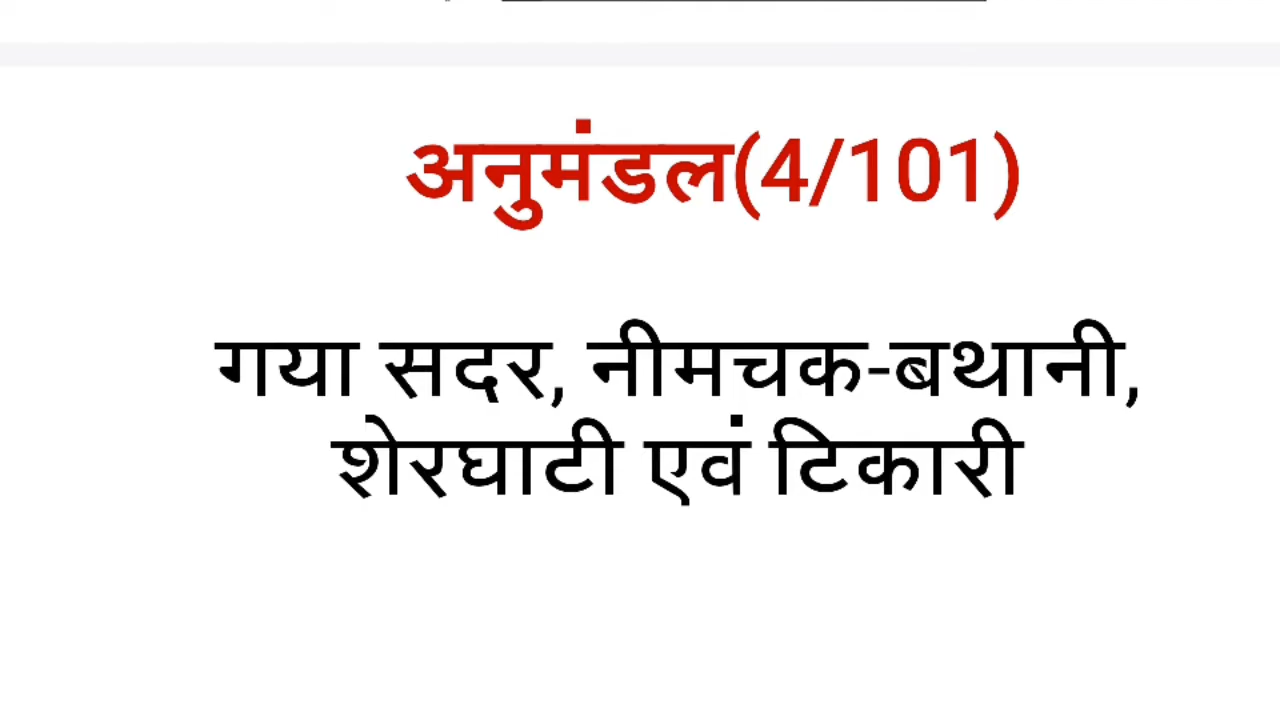 अनुमंडल(4/101)
गया सदर, नीमचक-बथानी,
शेरघाटी एवं टिकारी